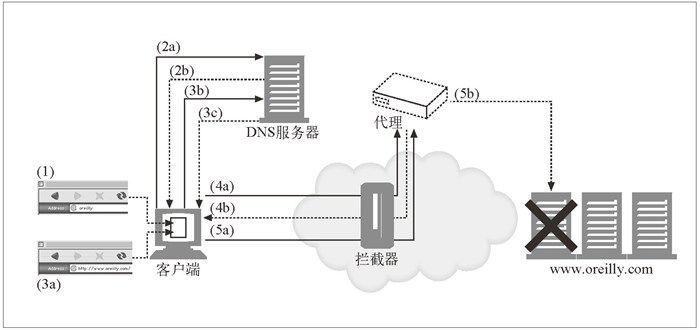 (2a)
(2b)
(3b)
(3c)
DNS服务器
代理
(5b)
(1)
Address:
oreilly
(4a)
(4b)
(5a)
Address:
http://www.oreilly.com/
(3a)
客户端
拦截器
www.oreilly.com